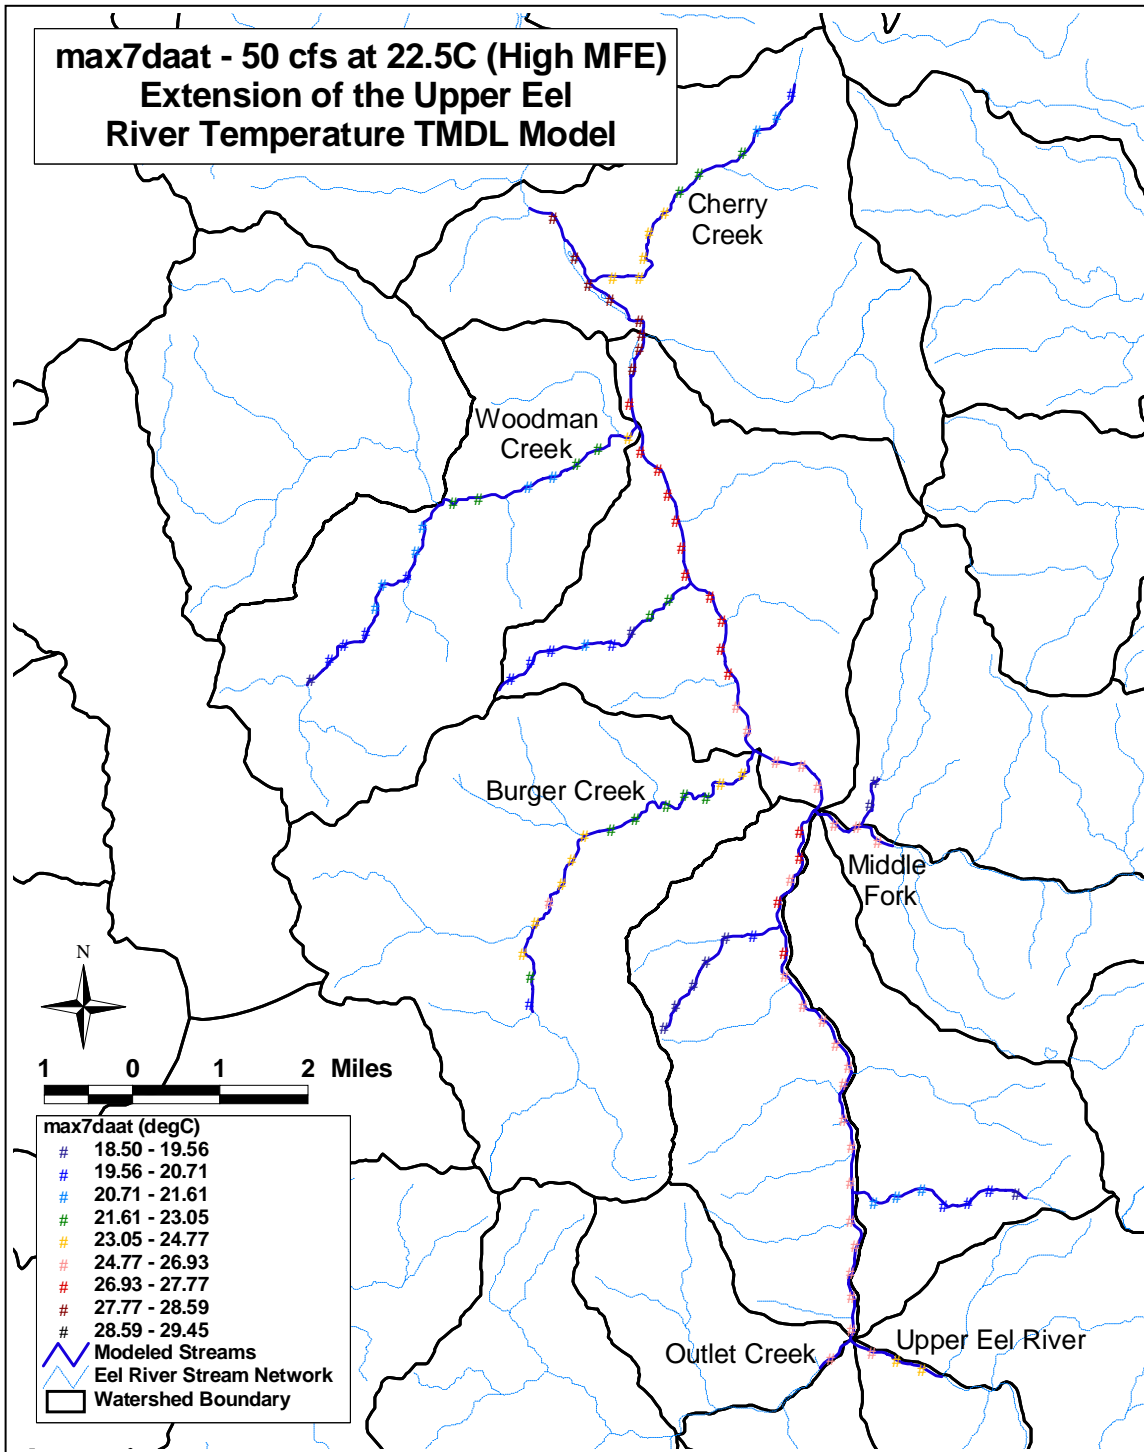 max7daat - 50 cfs at 22.5C (High MFE)
Extension of the Upper Eel
River Temperature TMDL Model
Cherry
Creek
Woodman
Creek
Burger Creek
Middle
Fork
N
1 0 1 2 Miles
max7daat (degC)
# 18.50 - 19.56
# 19.56 - 20.71
# 20.71 - 21.61
# 21.61 - 23.05
# 23.05 - 24.77
# 24.77 - 26.93
# 26.93 - 27.77
# 27.77 - 28.59
# 28.59 - 29.45
Modeled Streams
Eel River Stream Network
Watershed Boundary
Outlet Creek
Upper Eel River